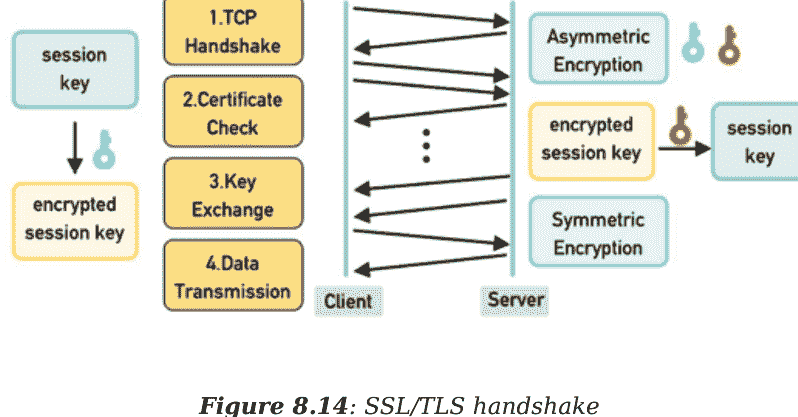 session
key
encrypted
session key
1.TCP
Handshake
2.Certificate
Check
3.Key
Exchange
4.Data
Transmission
Client
Server
Asymmetric
Encryption
encrypted
session key
session
key
Symmetric
Encryption
Figure 8.14: SSL/TLS handshake